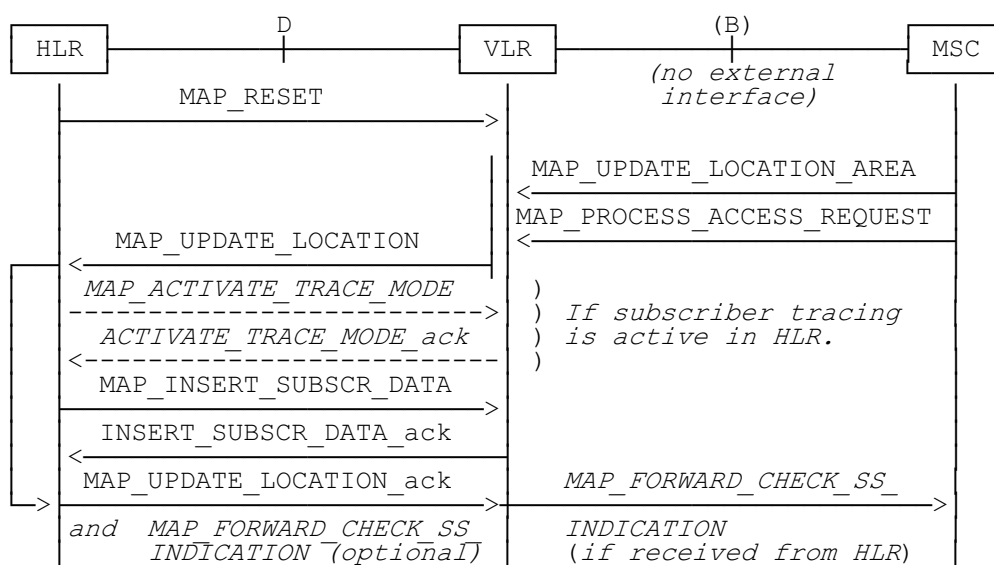 D (B)
HLR VLR MSC
(no external
interface)
MAP_RESET
MAP_UPDATE_LOCATION_AREA
MAP_PROCESS_ACCESS_REQUEST
MAP_UPDATE_LOCATION
MAP_ACTIVATE_TRACE_MODE )
) If subscriber tracing
ACTIVATE_TRACE_MODE_ack ) is active in HLR.
)
MAP_INSERT_SUBSCR_DATA
INSERT_SUBSCR_DATA_ack
MAP_UPDATE_LOCATION_ack MAP_FORWARD_CHECK_SS_
and MAP_FORWARD_CHECK_SS_ INDICATION
INDICATION (optional) (if received from HLR)